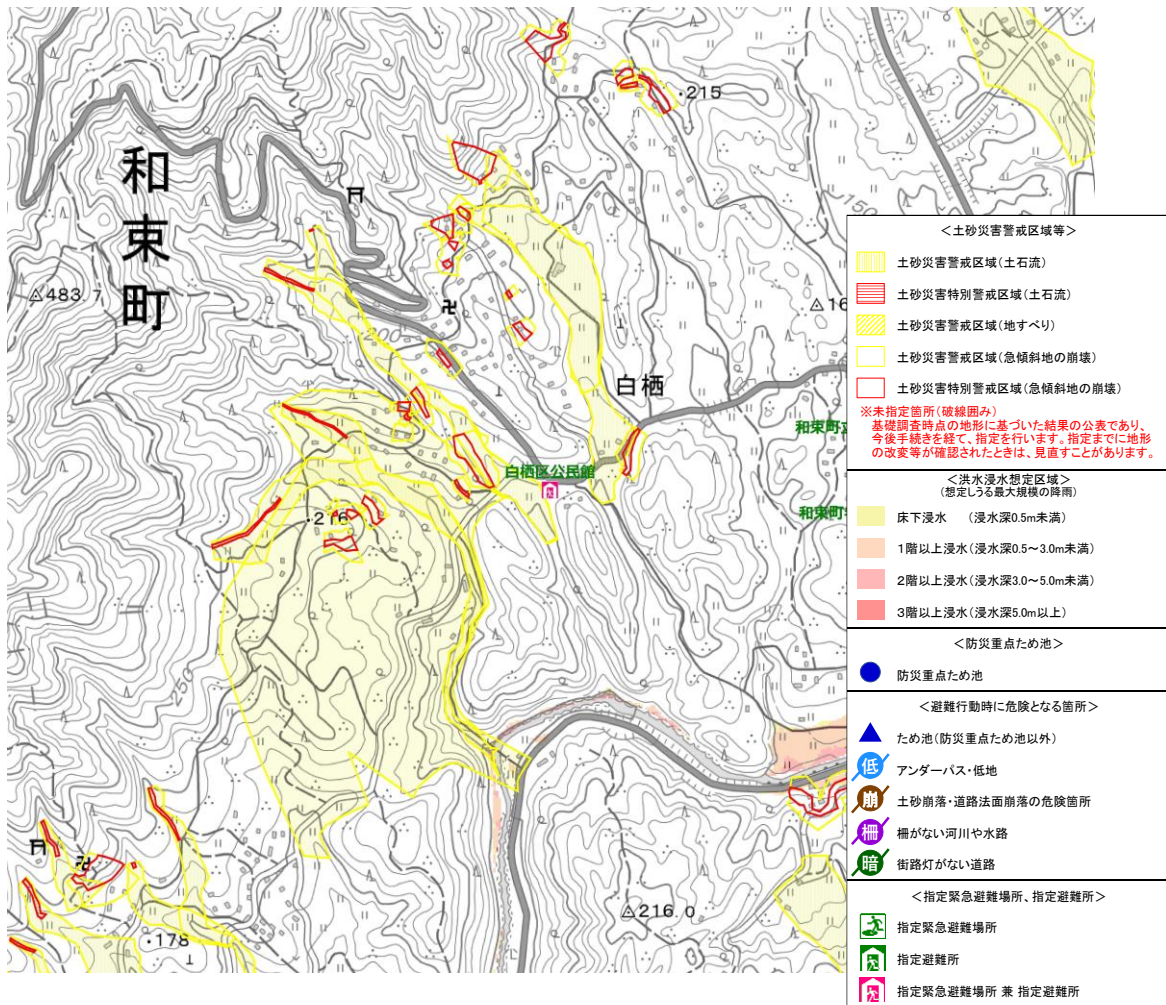 ・215
150
和
束
町
△483.7
200
△16
白栖
和束町
白栖区公民館
・216
和束町
150
△216.0
・178
＜土砂災害警戒区域等＞
土砂災害警戒区域(土石流)
土砂災害特別警戒区域(土石流)
土砂災害警戒区域(地すべり)
土砂災害警戒区域(急傾斜地の崩壊)
土砂災害特別警戒区域(急傾斜地の崩壊)
※未指定箇所(破線囲み)
基礎調査時点の地形に基づいた結果の公表であり、
今後手続きを経て、指定を行います。指定までに地形
の改変等が確認されたときは、見直すことがあります。
＜洪水浸水想定区域＞
(想定しうる最大規模の降雨)
床下浸水　(浸水深0.5m未満)
1階以上浸水(浸水深0.5～3.0m未満)
2階以上浸水(浸水深3.0～5.0m未満)
3階以上浸水(浸水深5.0m以上)
＜防災重点ため池＞
防災重点ため池
＜避難行動時に危険となる箇所＞
ため池(防災重点ため池以外)
低 アンダーパス・低地
崩 土砂崩落・道路法面崩落の危険箇所
柵 柵がない河川や水路
暗 街路灯がない道路
＜指定緊急避難場所、指定避難所＞
指定緊急避難場所
指定避難所
指定緊急避難場所 兼 指定避難所